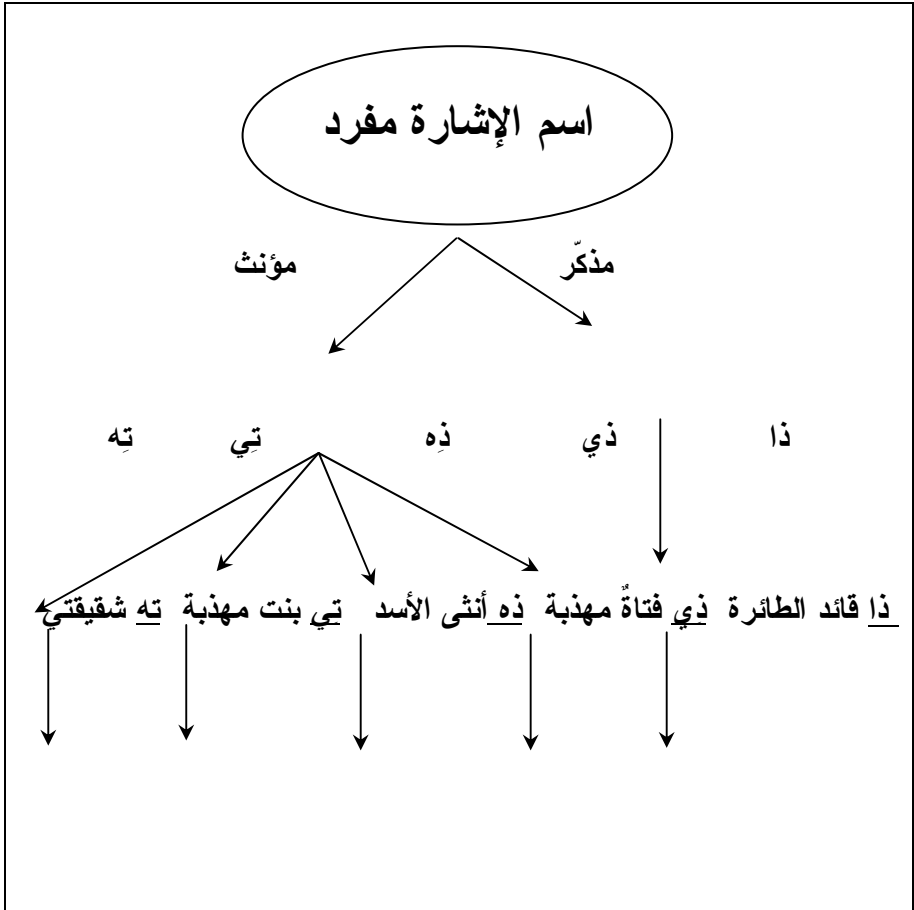 اسم الإشارة مفرد
مذكّر مؤنث
ذا ذي ذِه تِي تِه
ذا قائد الطائرة ذي فتاةٌ مهذبة ذه أنثى الأسد تي بنت مهذبة ته شقيقتي